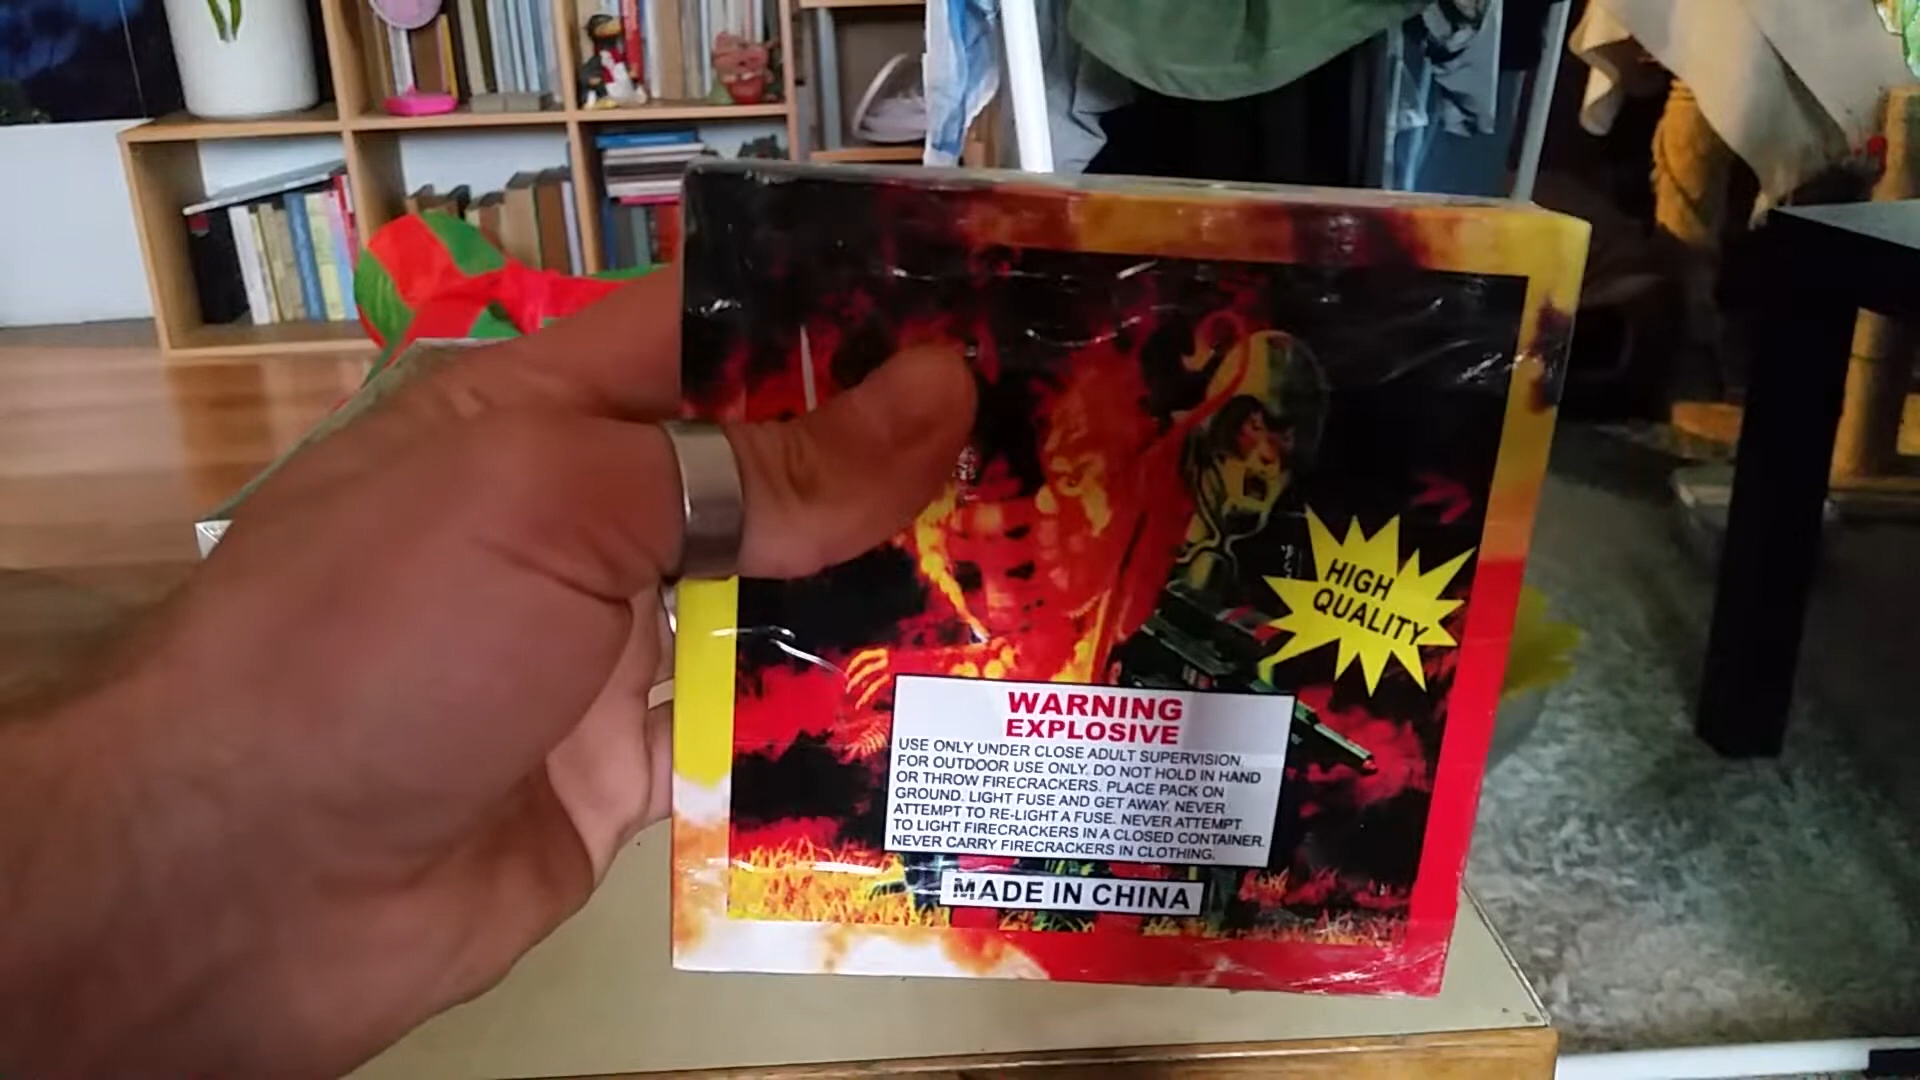 HIGH
QUALITY
WARNING
EXPLOSIVE
USE ONLY UNDER CLOSE ADULT SUPERVISION.
FOR OUTDOOR USE ONLY. DO NOT HOLD IN HAND
OR THROW FIRECRACKERS. PLACE PACK ON
GROUND. LIGHT FUSE AND GET AWAY. NEVER
ATTEMPT TO RE-LIGHT A FUSE. NEVER ATTEMPT
TO LIGHT FIRECRACKERS IN A CLOSED CONTAINER.
NEVER CARRY FIRECRACKERS IN CLOTHING.
MADE IN CHINA